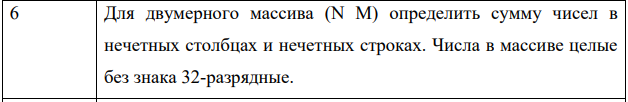 6
Для двумерного массива (N M) определить сумму чисел в
нечетных столбцах и нечетных строках. Числа в массиве целые
без знака 32-разрядные.